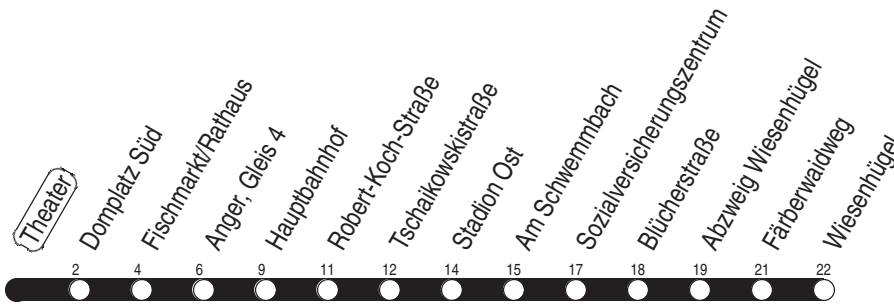 Theater
Domplatz Süd
Fischmarkt/Rathaus
Anger, Gleis 4
Hauptbahnhof
Robert-Koch-Straße
Tschaikowskistraße
Stadion Ost
Am Schwemmbach
Sozialversicherungszentrum
Blücherstraße
Abzweig Wiesenhügel
Färberwaidweg
Wiesenhügel
2 4 6 9 11 12 14 15 17 18 19 21 22